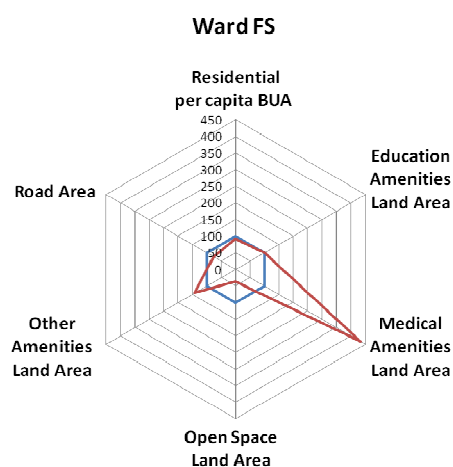 Ward FS
Residential
per capita BUA
450
400
350
300
250
200
150
100
50
0
Education
Amenities
Land Area
Medical
Amenities
Land Area
Open Space
Land Area
Other
Amenities
Land Area
Road Area